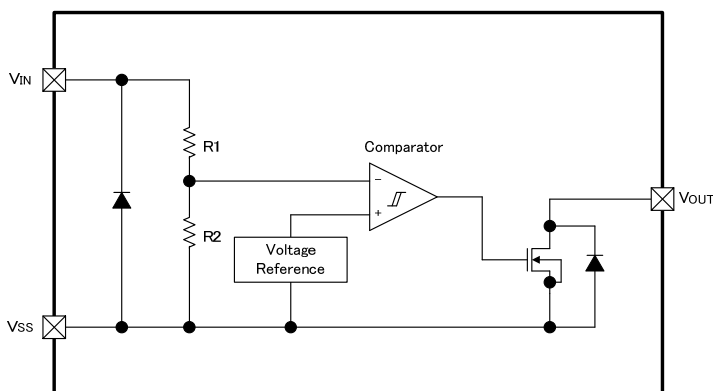 VIN
R1
Comparator
−
+
VOUT
R2
Voltage
Reference
VSS